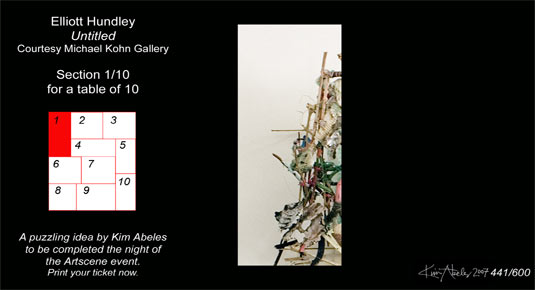 Elliott Hundley
Untitled
Courtesy Michael Kohn Gallery
Section 1/10
for a table of 10
1
2
3
4
5
6
7
8
9
10
A puzzling idea by Kim Abeles
to be completed the night of
the Artscene event.
Print your ticket now.
Kim Abeles 2007 441/600